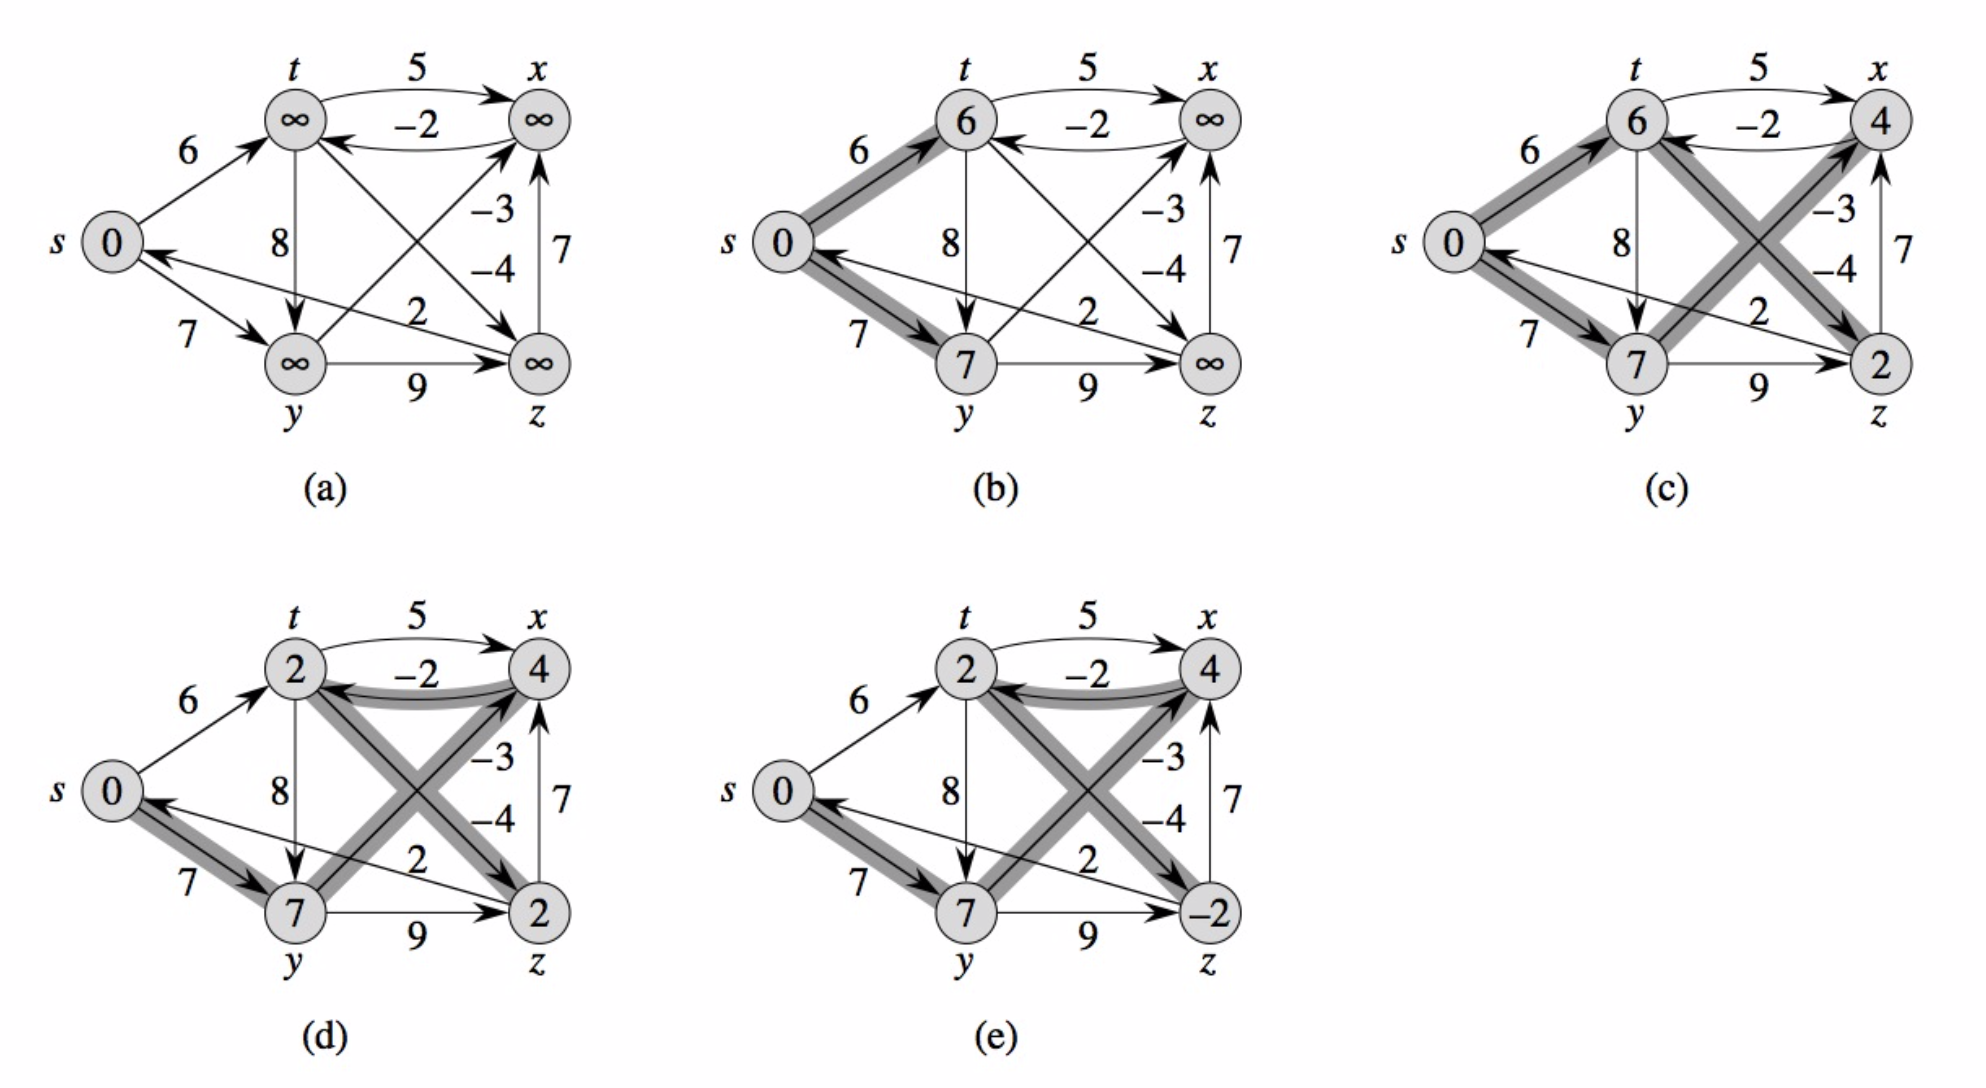 t 5 x
∞ –2 ∞
6
–3
s 0 8 7
–4
7 2
∞ 9 ∞
y z
(a)
t 5 x
6 –2 ∞
6
–3
s 0 8 7
–4
7 2
7 9 ∞
y z
(b)
t 5 x
6 –2 4
6
–3
s 0 8 7
–4
7 2
7 9 2
y z
(c)
t 5 x
2 –2 4
6
–3
s 0 8 7
–4
7 2
7 9 2
y z
(d)
t 5 x
2 –2 4
6
–3
s 0 8 7
–4
7 2
7 9 –2
y z
(e)